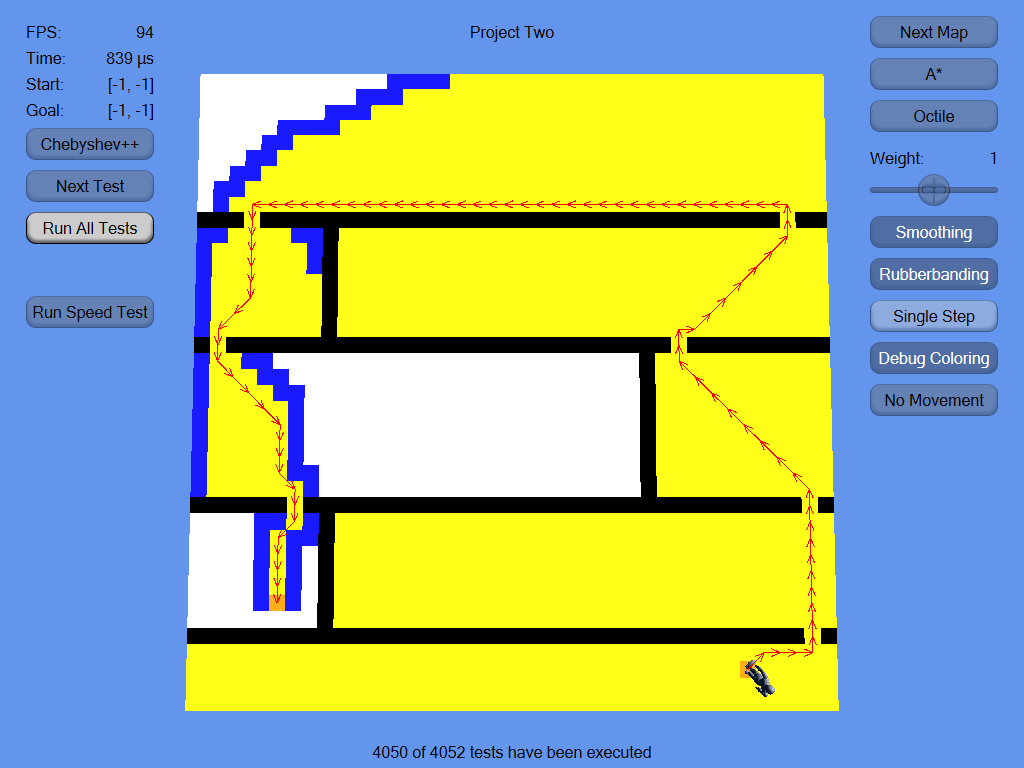 Project Two
FPS: 94
Time: 839 µs
Start: [-1, -1]
Goal: [-1, -1]
Chebyshev++
Next Test
Run All Tests
Run Speed Test
Next Map
A*
Octile
Weight: 1
Smoothing
Rubberbanding
Single Step
Debug Coloring
No Movement
4050 of 4052 tests have been executed